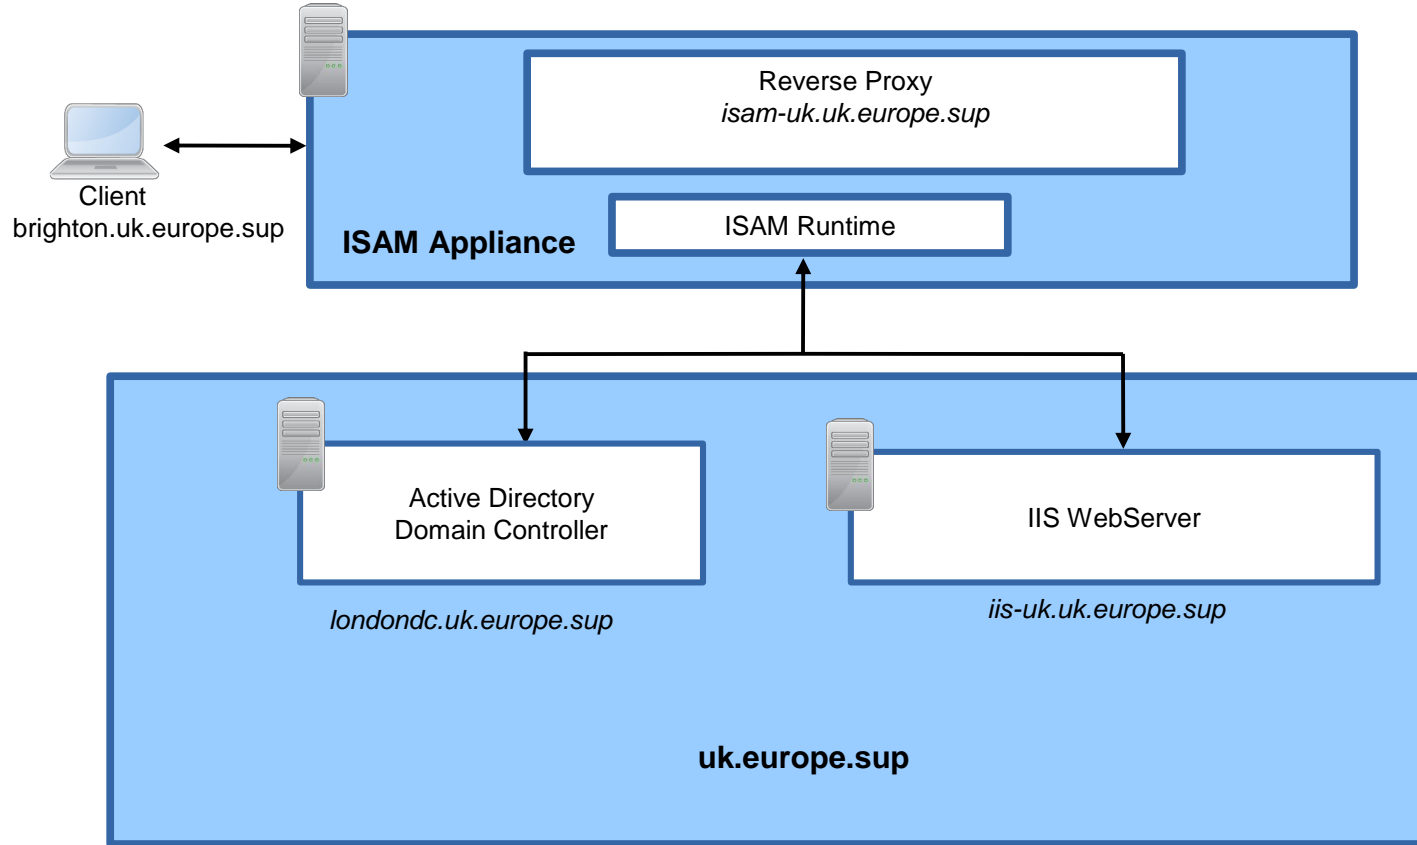 Reverse Proxy
isam-uk.uk.europe.sup
Client
brighton.uk.europe.sup
ISAM Runtime
ISAM Appliance
Active Directory
Domain Controller
IIS WebServer
londondc.uk.europe.sup
iis-uk.uk.europe.sup
uk.europe.sup